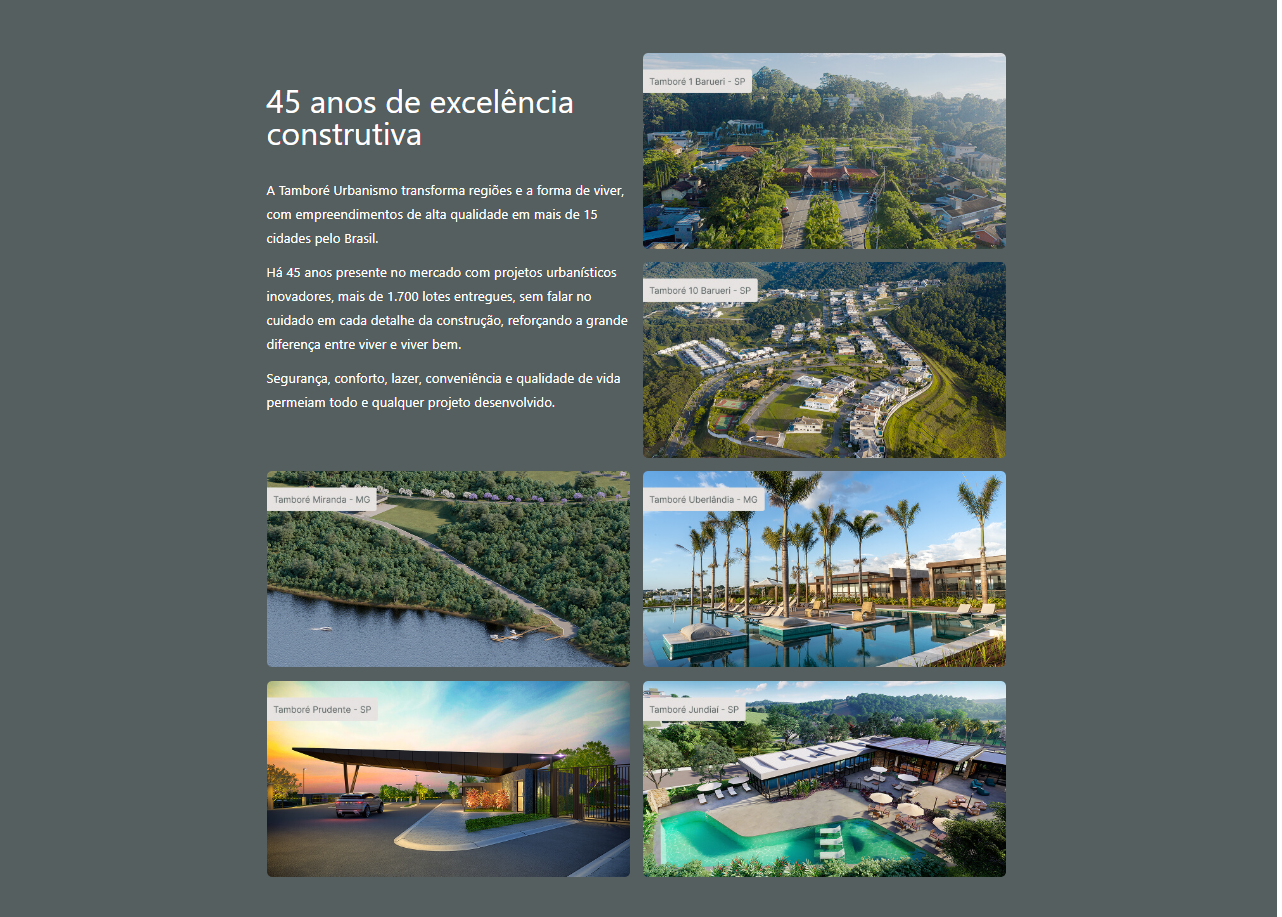 45 anos de excelência
construtiva
A Tamboré Urbanismo transforma regiões e a forma de viver,
com empreendimentos de alta qualidade em mais de 15
cidades pelo Brasil.
Há 45 anos presente no mercado com projetos urbanísticos
inovadores, mais de 1.700 lotes entregues, sem falar no
cuidado em cada detalhe da construção, reforçando a grande
diferença entre viver e viver bem.
Segurança, conforto, lazer, conveniência e qualidade de vida
permeiam todo e qualquer projeto desenvolvido.
Tamboré 1 Barueri - SP
Tamboré 10 Barueri - SP
Tamboré Miranda - MG
Tamboré Uberlândia - MG
Tamboré Prudente - SP
Tamboré Jundiaí - SP